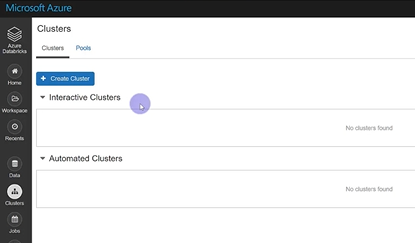 Microsoft Azure
Azure
Databricks
Home
Workspace
Recents
Data
Clusters
Jobs
Clusters
Clusters Pools
+ Create Cluster
Interactive Clusters
No clusters found
Automated Clusters
No clusters found